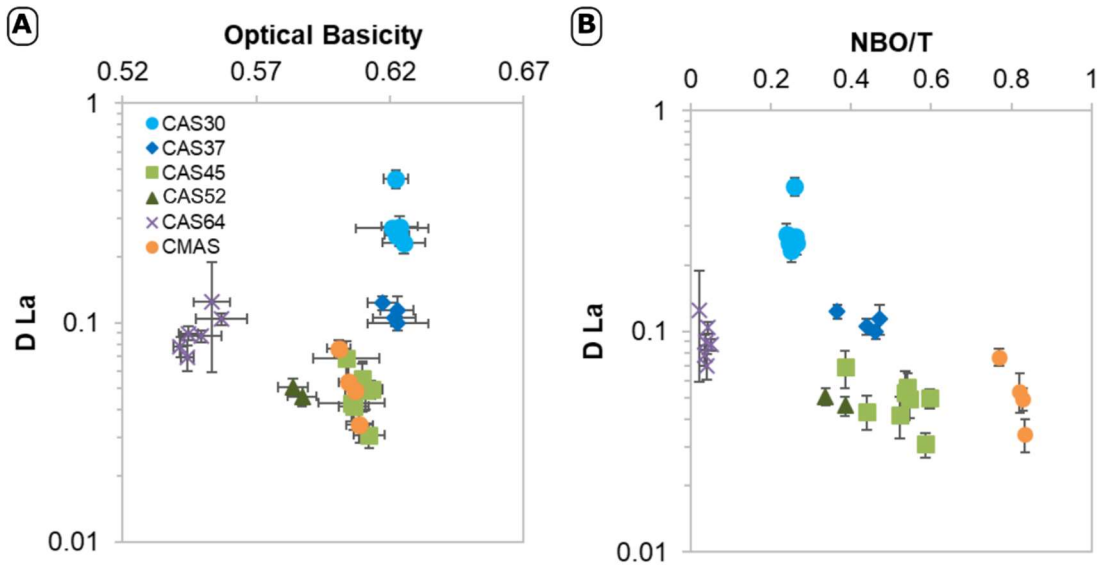 A
Optical Basicity
0.52 0.57 0.62 0.67
1
0.1
0.01
D La
CAS30
CAS37
CAS45
CAS52
CAS64
CMAS
B
NBO/T
0 0.2 0.4 0.6 0.8 1
1
0.1
0.01
D La